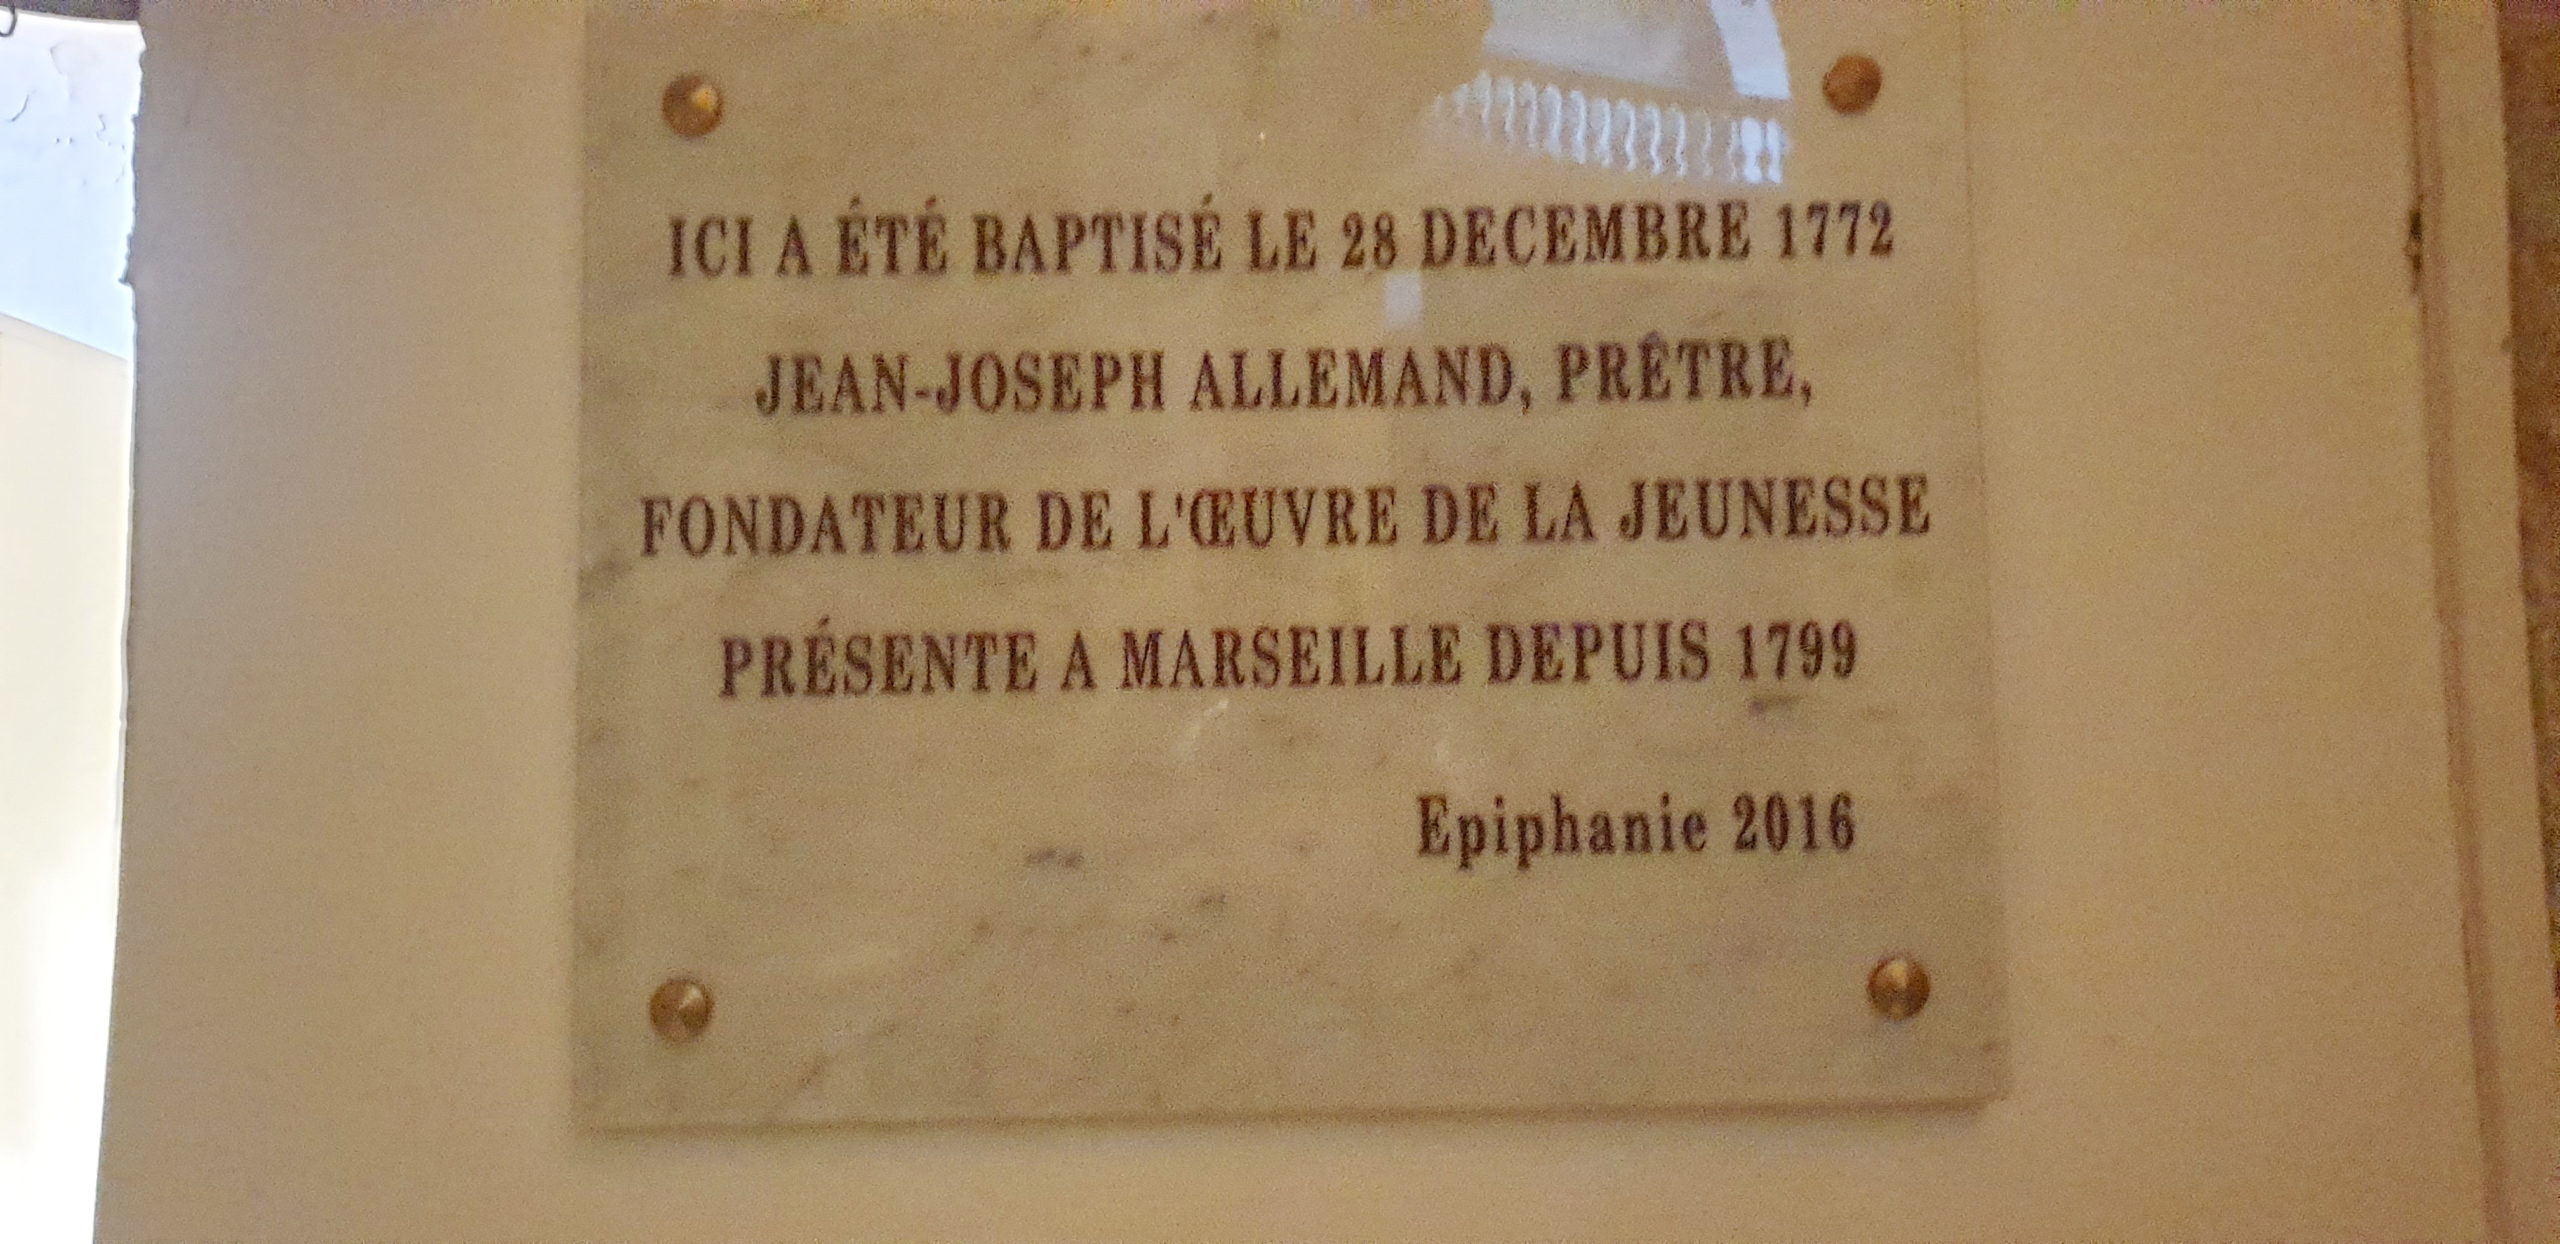 ICI A ÉTÉ BAPTISÉ LE 28 DECEMBRE 1772
JEAN-JOSEPH ALLEMAND, PRÊTRE,
FONDATEUR DE L'ŒUVRE DE LA JEUNESSE
PRÉSENTE A MARSEILLE DEPUIS 1799
Epiphanie 2016